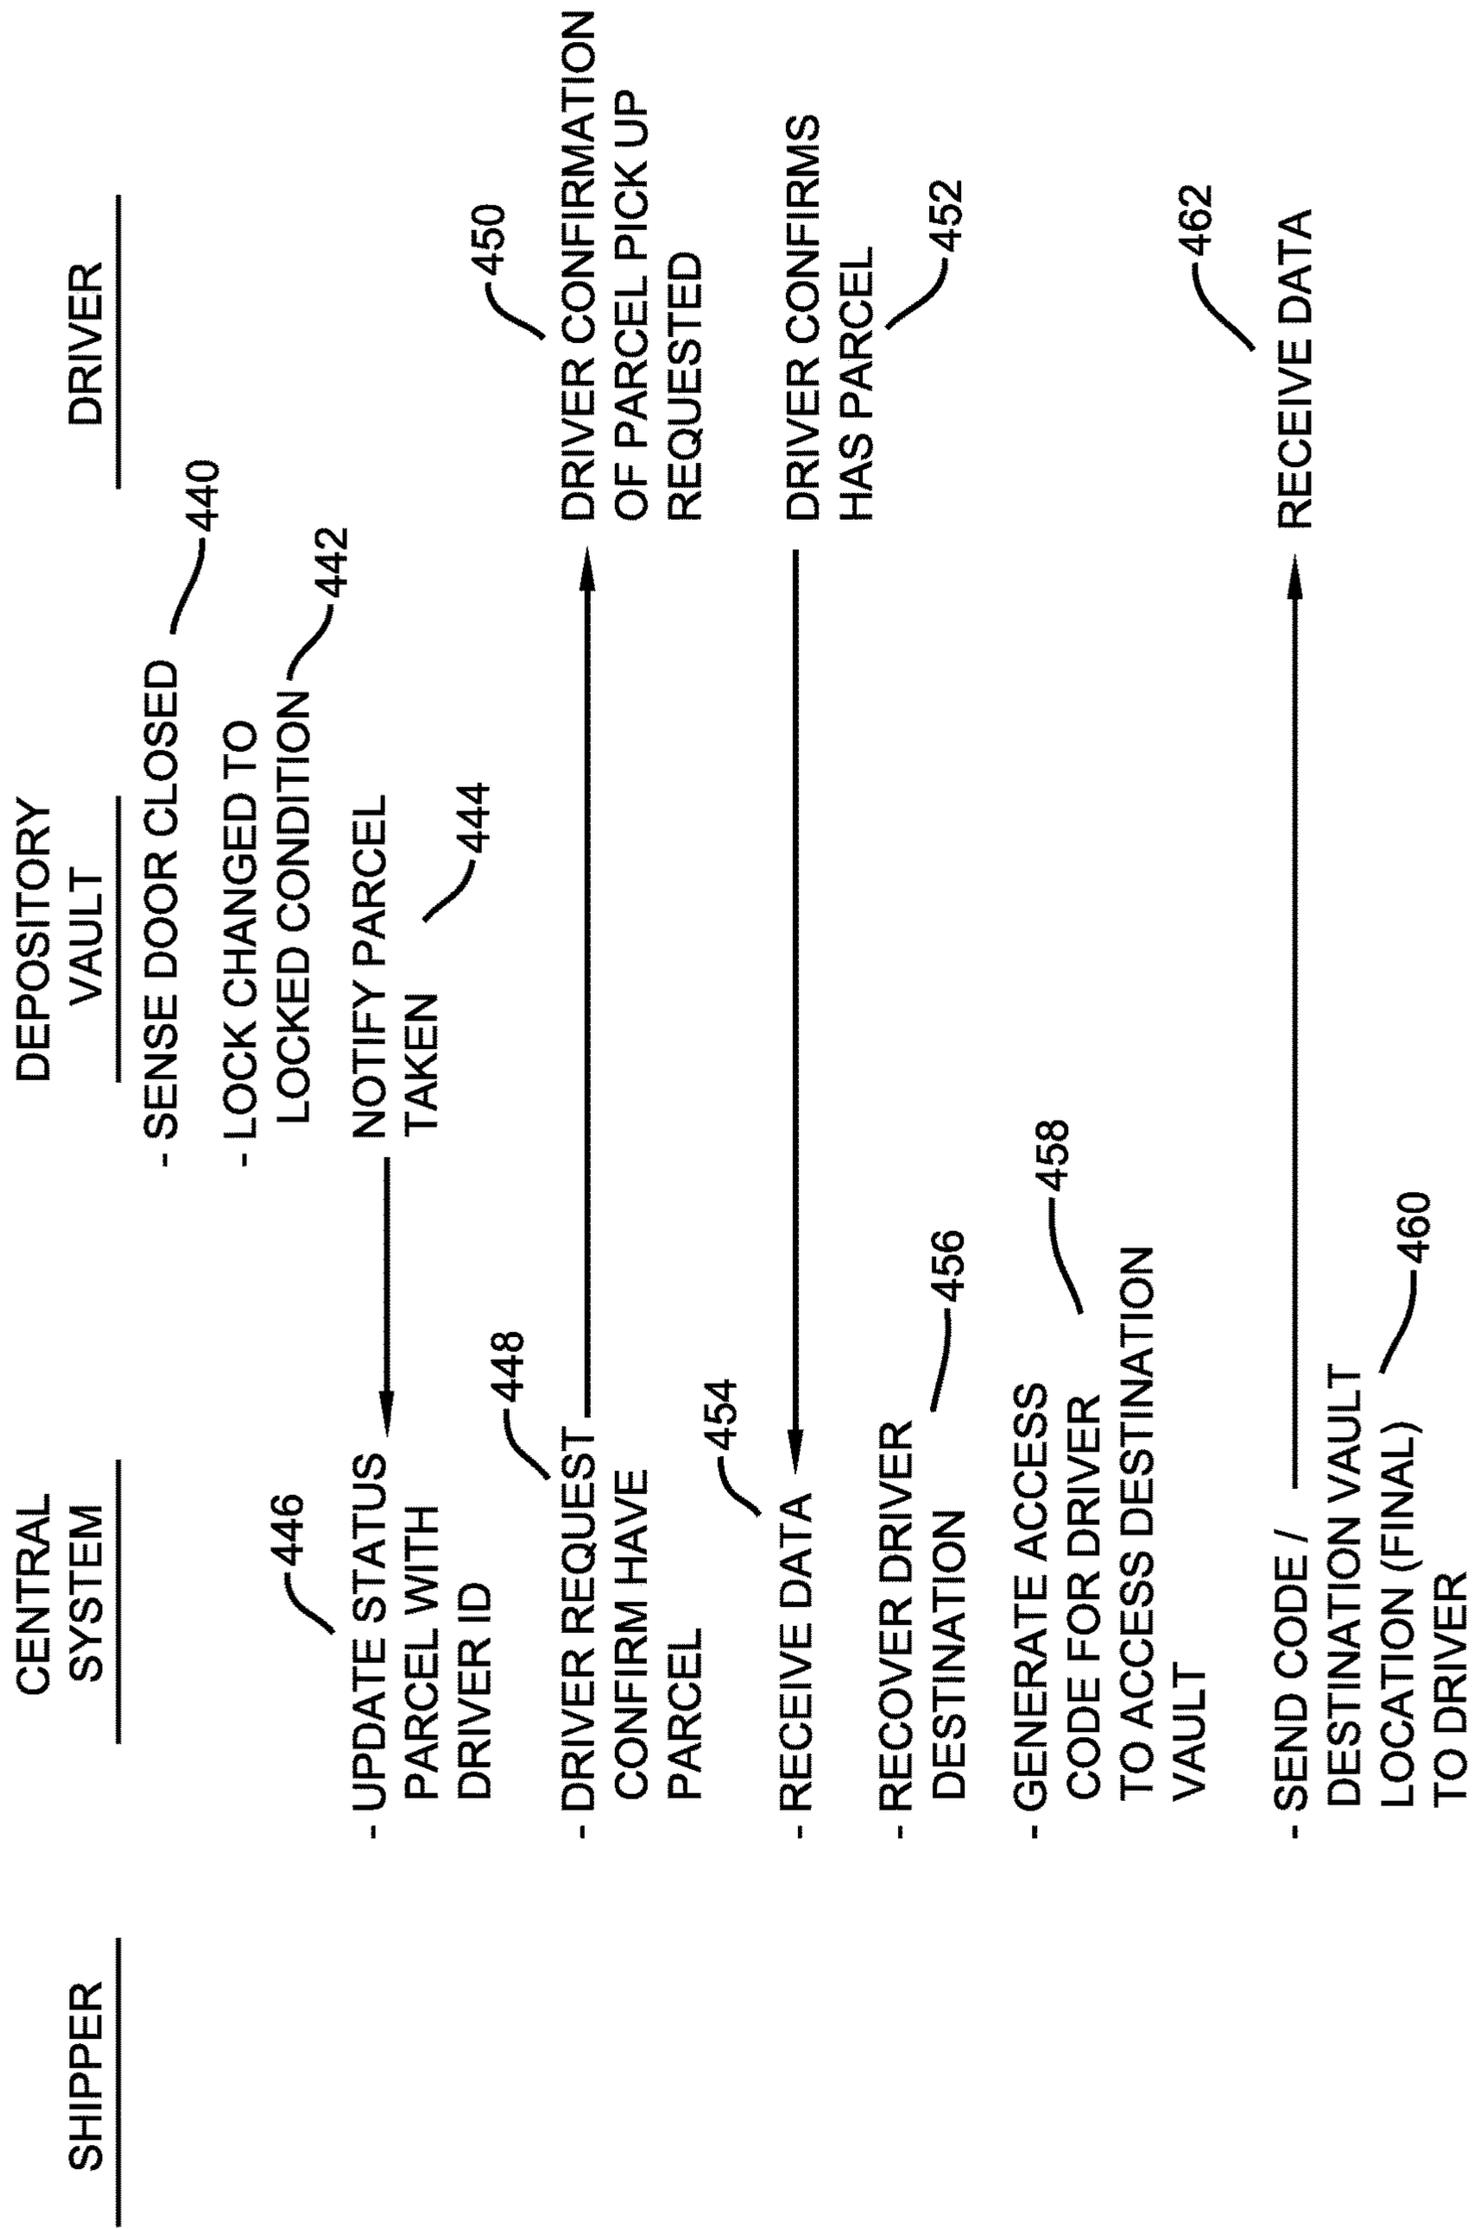 SHIPPER
CENTRAL
SYSTEM
DEPOSITORY
VAULT
DRIVER
- SENSE DOOR CLOSED
440
- LOCK CHANGED TO
LOCKED CONDITION
442
446
- UPDATE STATUS
PARCEL WITH
DRIVER ID
NOTIFY PARCEL
TAKEN
444
448
- DRIVER REQUEST
CONFIRM HAVE
PARCEL
450
DRIVER CONFIRMATION
OF PARCEL PICK UP
REQUESTED
454
- RECEIVE DATA
DRIVER CONFIRMS
HAS PARCEL
452
- RECOVER DRIVER
DESTINATION
456
- GENERATE ACCESS
CODE FOR DRIVER
TO ACCESS DESTINATION
VAULT
458
- SEND CODE /
DESTINATION VAULT
LOCATION (FINAL)
TO DRIVER
460
462
RECEIVE DATA